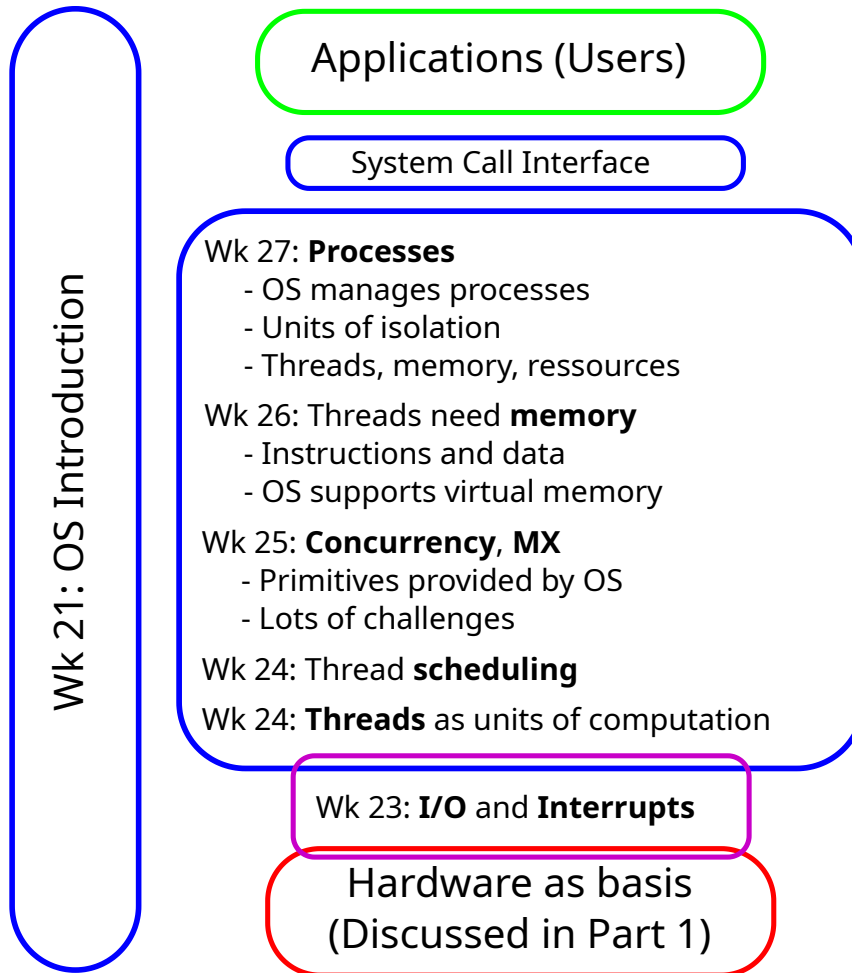 Wk 21: OS Introduction
Applications (Users)
System Call Interface
Wk 27: Processes
- OS manages processes
- Units of isolation
- Threads, memory, ressources
Wk 26: Threads need memory
- Instructions and data
- OS supports virtual memory
Wk 25: Concurrency, MX
- Primitives provided by OS
- Lots of challenges
Wk 24: Thread scheduling
Wk 24: Threads as units of computation
Wk 23: I/O and Interrupts
Hardware as basis
(Discussed in Part 1)